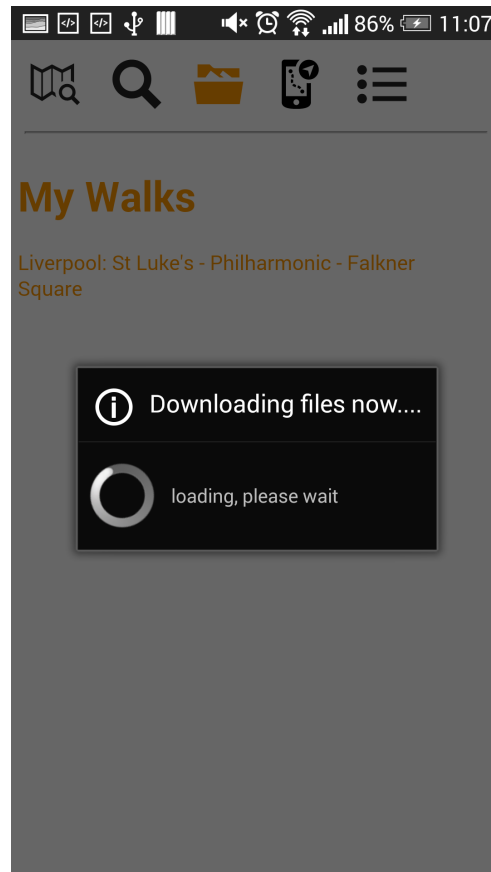 86% 11:07
My Walks
Liverpool: St Luke's - Philharmonic - Falkner
Square
Downloading files now....
loading, please wait